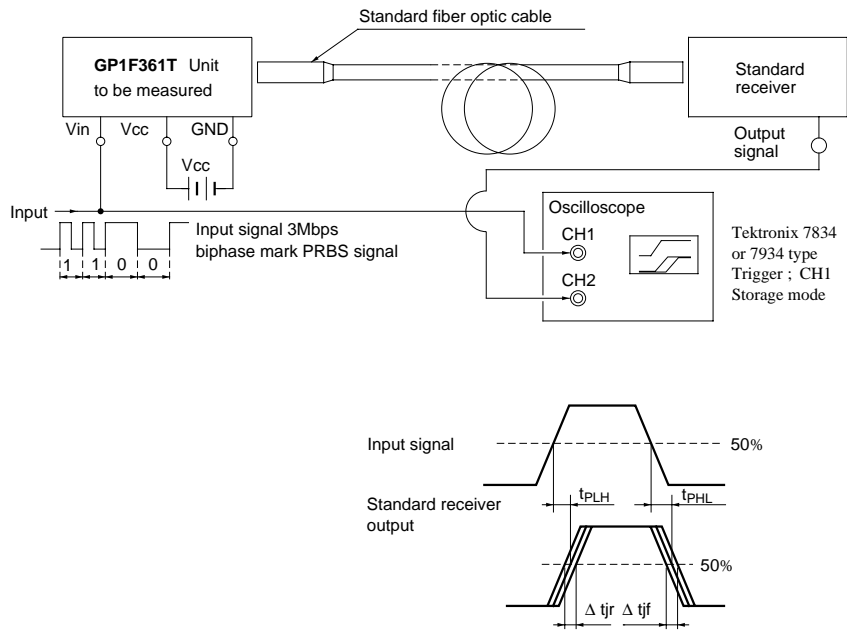 Standard fiber optic cable
GP1F361T Unit
to be measured
Standard
receiver
Vin
Vcc
GND
Output
signal
Vcc
Input
Input signal 3Mbps
biphase mark PRBS signal
1 1 0 0
Oscilloscope
CH1
CH2
Tektronix 7834
or 7934 type
Trigger ; CH1
Storage mode
Input signal
50%
tPLH
tPHL
Standard receiver
output
50%
Δ tjr
Δ tjf